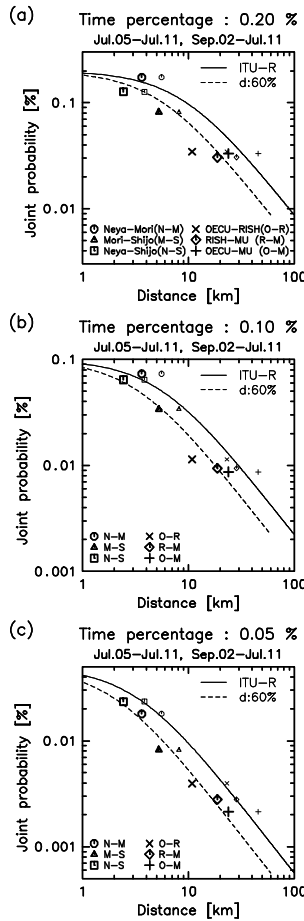 (a)
Time percentage : 0.20 %
Jul.05–Jul.11, Sep.02–Jul.11
ITU–R
d:60%
0.1
0.01
Joint probability [%]
Neya–Mori(N–M) OECU–RISH(O–R)
Mori–Shijo(M–S) RISH–MU (R–M)
Neya–Shijo(N–S) OECU–MU (O–M)
1 10 100
Distance [km]
(b)
Time percentage : 0.10 %
Jul.05–Jul.11, Sep.02–Jul.11
ITU–R
d:60%
0.1
0.01
0.001
Joint probability [%]
N–M O–R
M–S R–M
N–S O–M
1 10 100
Distance [km]
(c)
Time percentage : 0.05 %
Jul.05–Jul.11, Sep.02–Jul.11
ITU–R
d:60%
0.01
0.001
Joint probability [%]
N–M O–R
M–S R–M
N–S O–M
1 10 100
Distance [km]